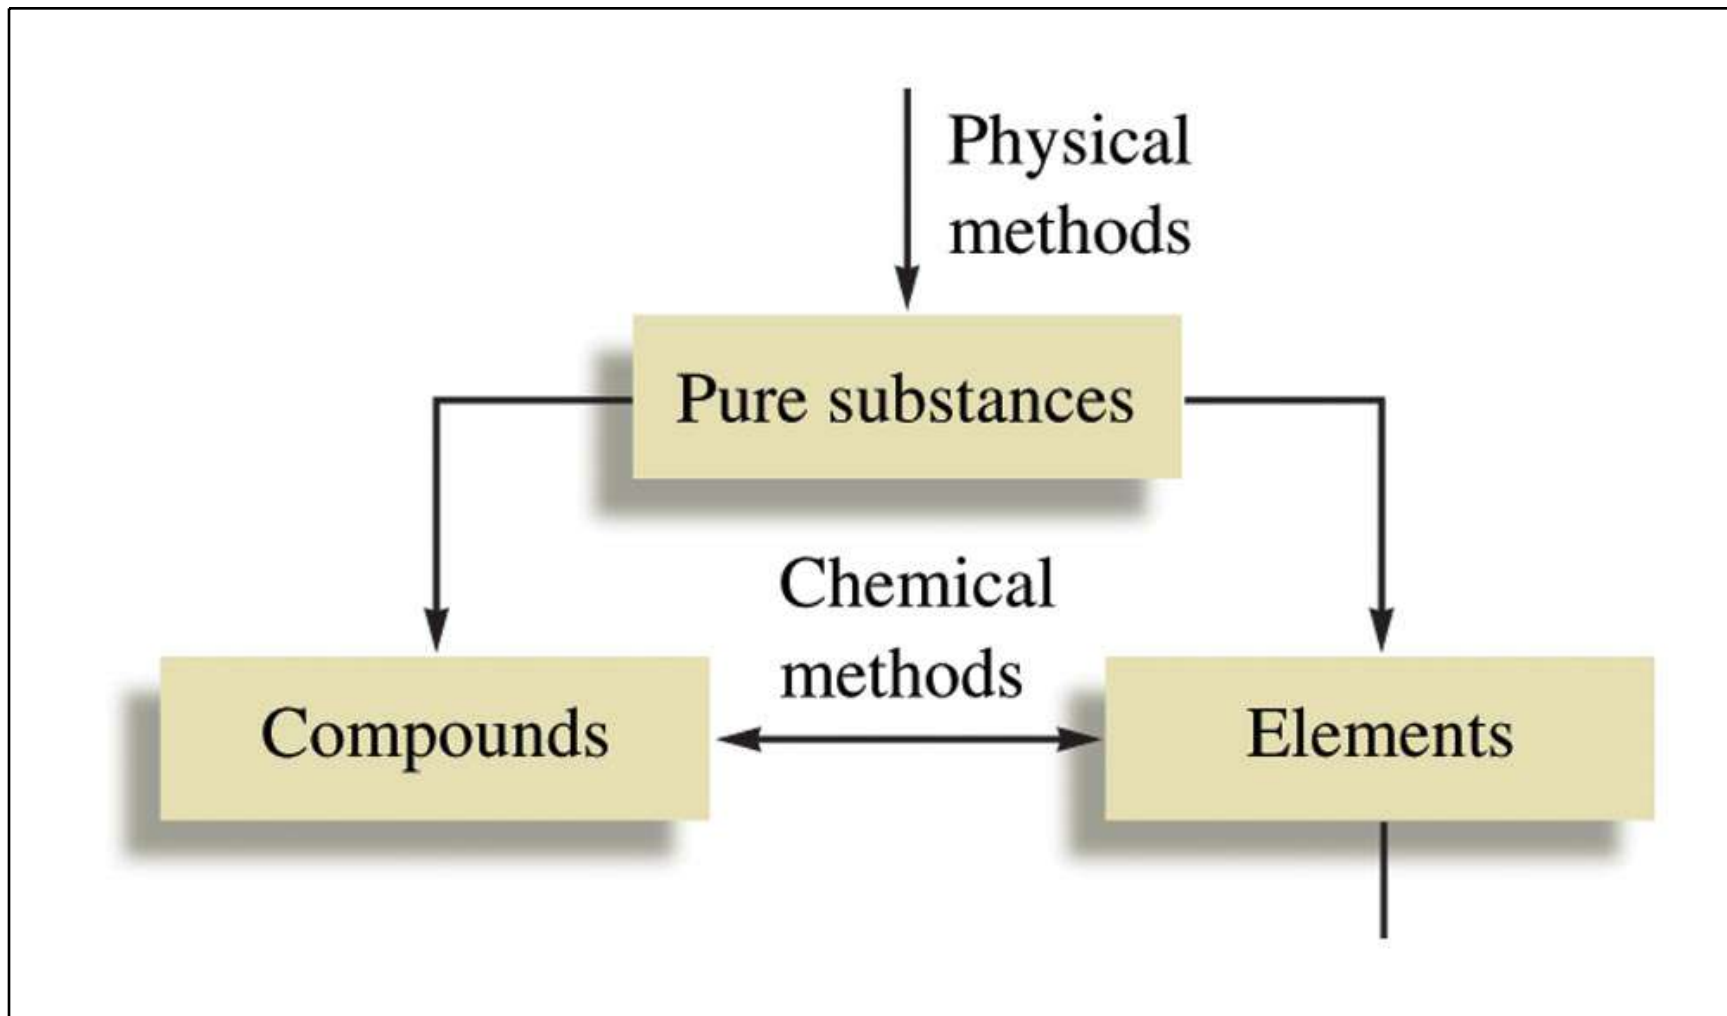 Physical
methods
Pure substances
Chemical
methods
Compounds
Elements